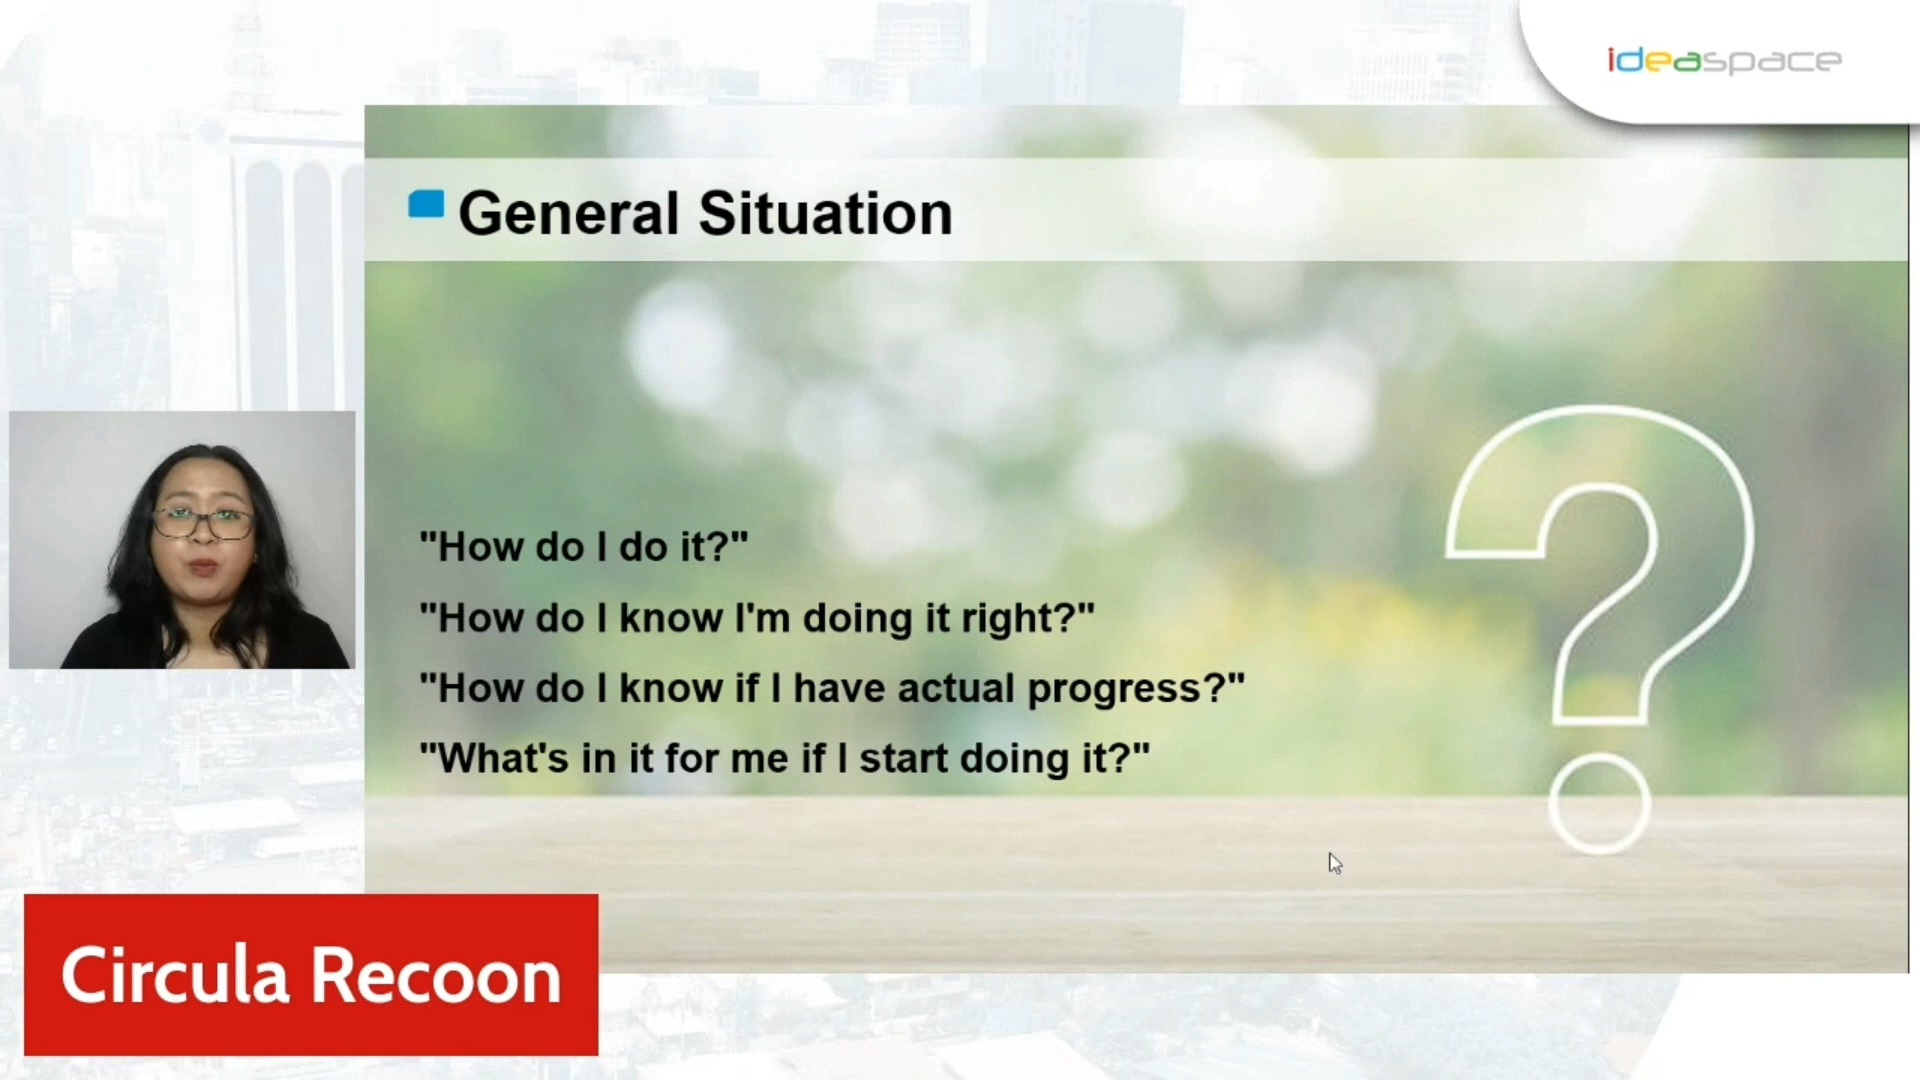 ideaspace
General Situation
"How do I do it?"
"How do I know I'm doing it right?"
"How do I know if I have actual progress?"
"What's in it for me if I start doing it?"
Circula Recoon